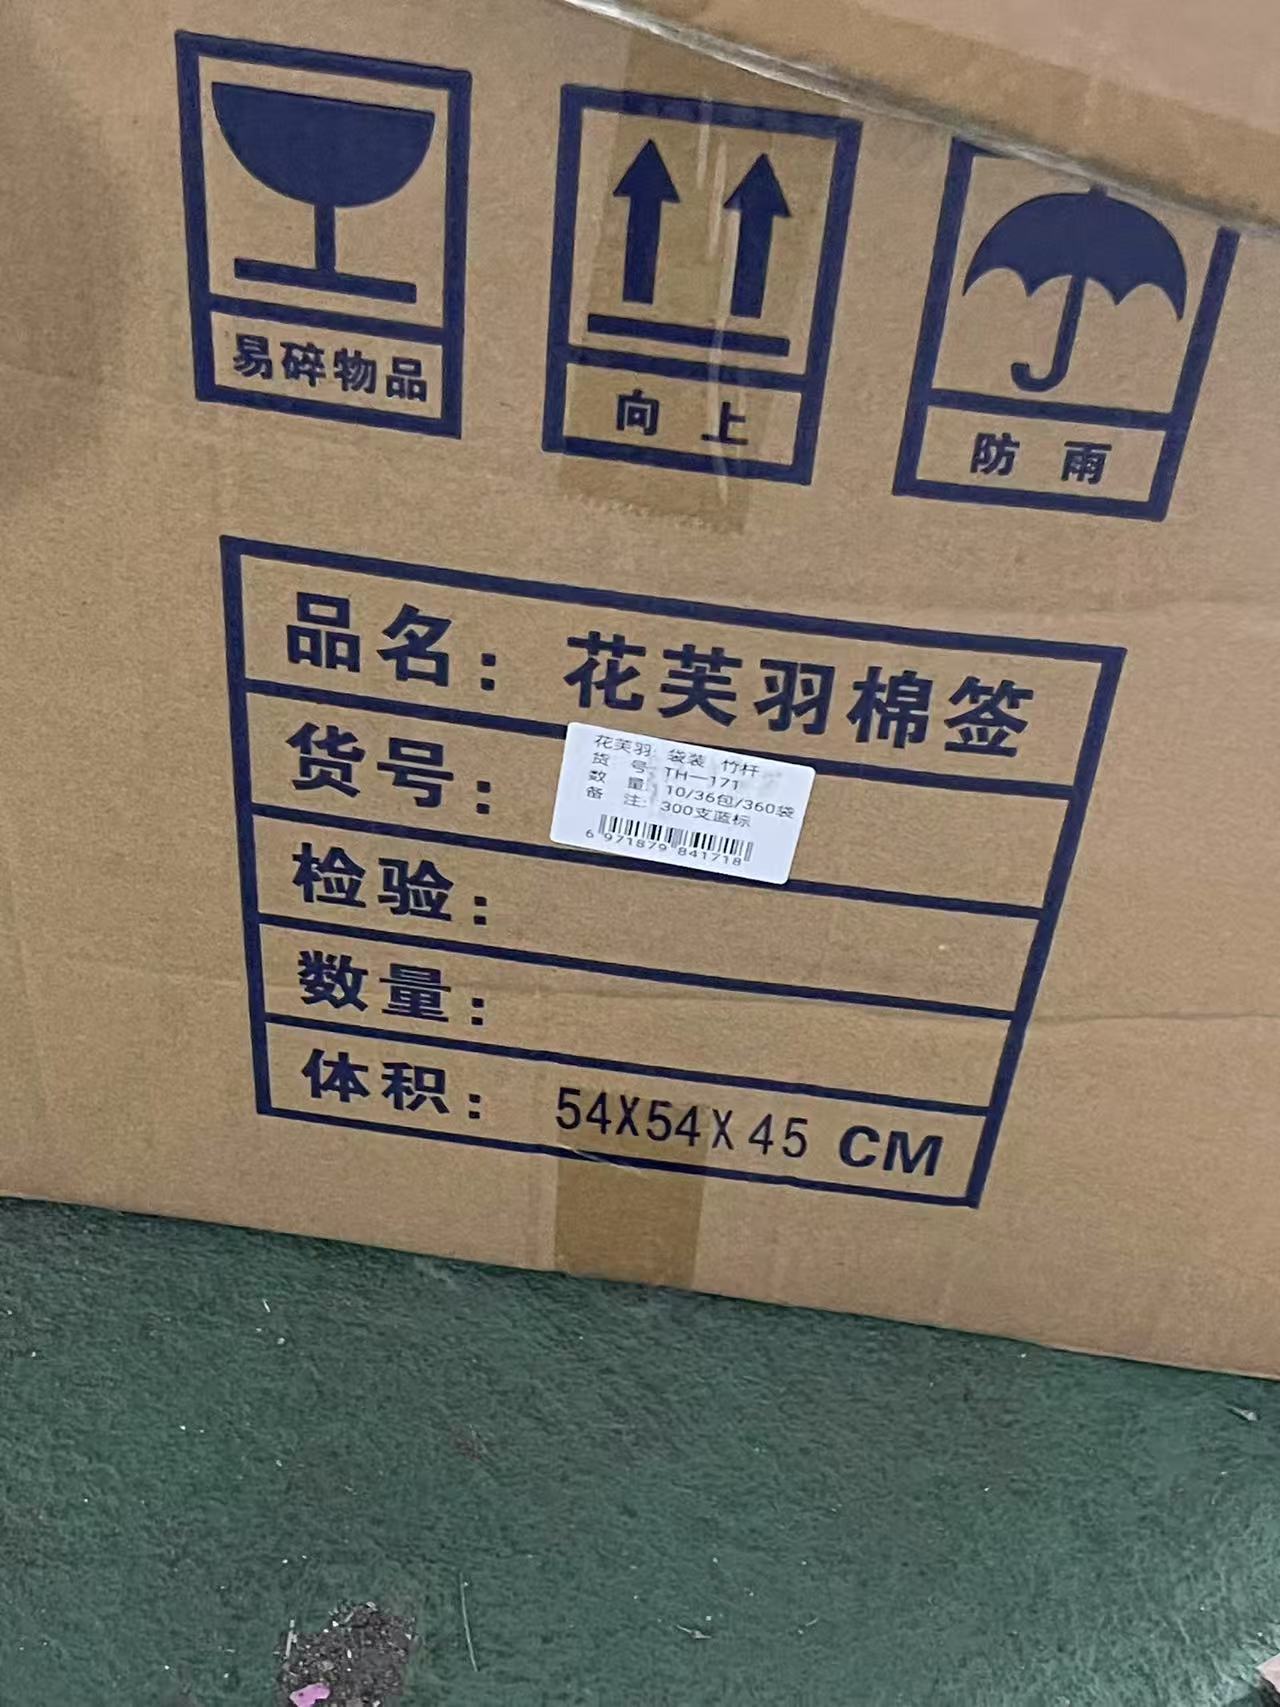 易碎物品
向上
防雨
品名：花芙羽棉签
货号：
花芙羽：袋装 竹杆
货号：TH—171
数量：10/36包/360袋
备注：300支蓝标
6 971879 841718
检验：
数量：
体积：54X54X45 CM